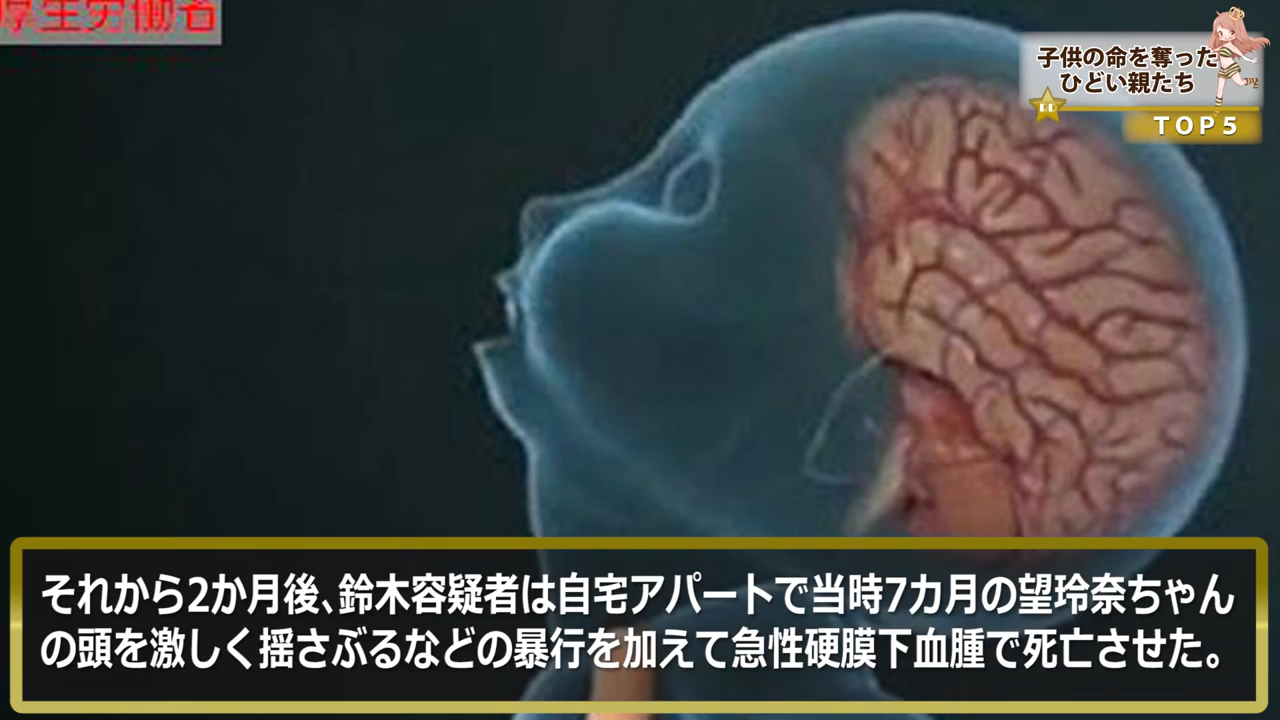 厚生労働省
子供の命を奪った
ひどい親たち
RD
TOP5
それから2か月後、鈴木容疑者は自宅アパートで当時7カ月の望玲奈ちゃん
の頭を激しく揺さぶるなどの暴行を加えて急性硬膜下血腫で死亡させた。